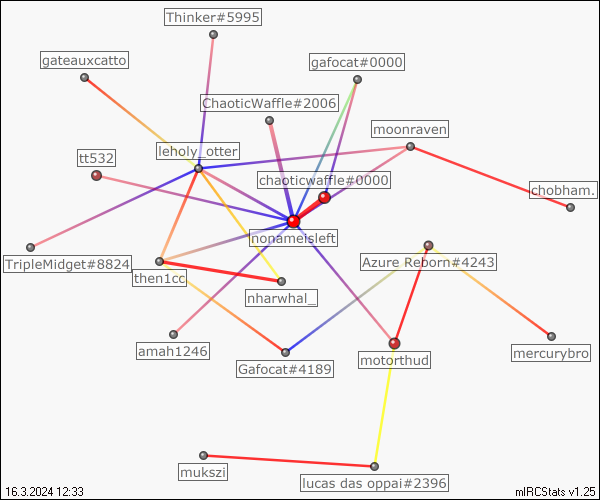 Thinker#5995
gateauxcatto
gafocat#0000
ChaoticWaffle#2006
moonraven
leholy_otter
tt532
chaoticwaffle#0000
chobham.
nonameisleft
TripleMidget#8824
then1cc
Azure Reborn#4243
nharwhal_
amah1246
Gafocat#4189
motorthud
mercurybro
mukszi
lucas das oppai#2396
16.3.2024 12:33
mIRCStats v1.25